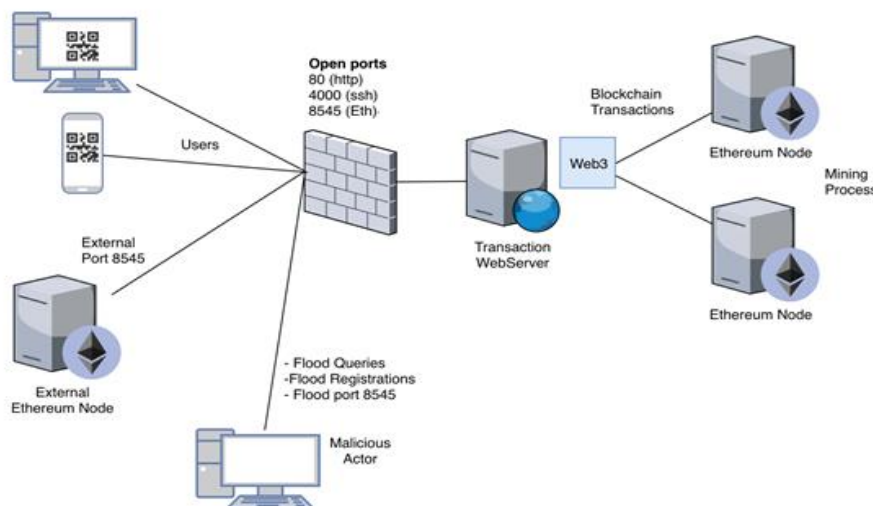 Open ports
80 (http)
4000 (ssh)
8545 (Eth)
Users
External
Port 8545
External
Ethereum Node
- Flood Queries
-Flood Registrations
- Flood port 8545
Malicious
Actor
Transaction
WebServer
Web3
Blockchain
Transactions
Ethereum Node
Mining
Process
Ethereum Node